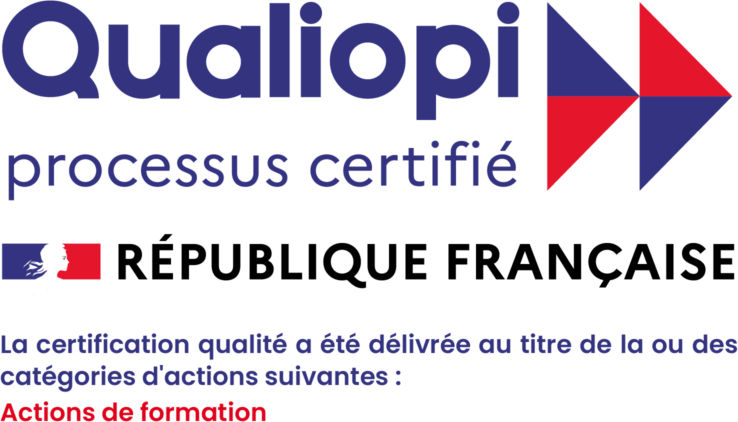 Qualiopi
processus certifié
RÉPUBLIQUE FRANÇAISE
La certification qualité a été délivrée au titre de la ou des
catégories d'actions suivantes :
Actions de formation